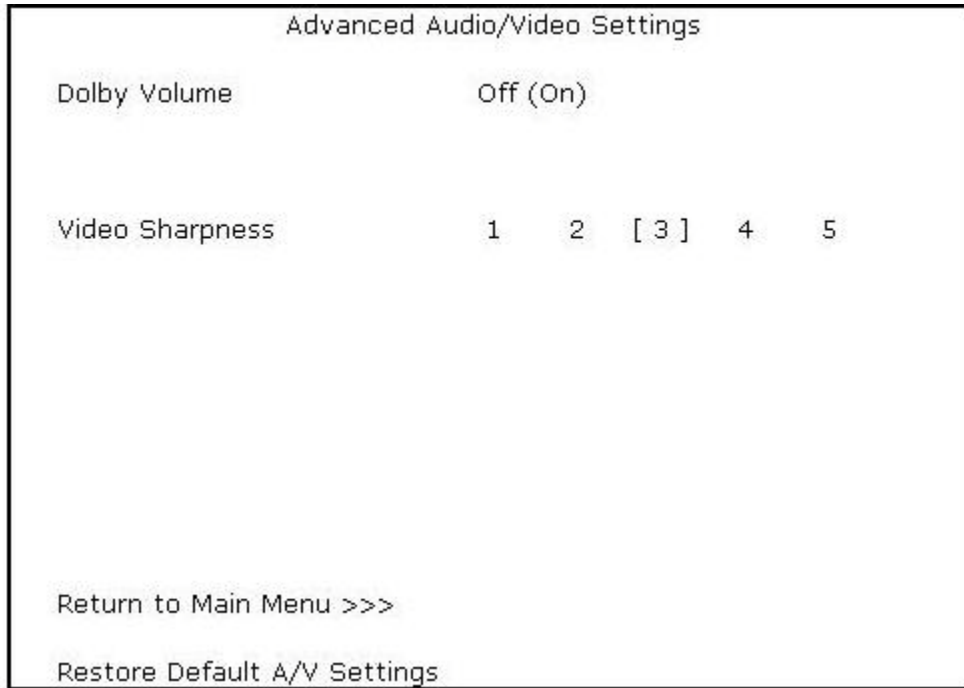 Advanced Audio/Video Settings
Dolby Volume Off (On)
Video Sharpness 1 2 [ 3 ] 4 5
Return to Main Menu >>>
Restore Default A/V Settings